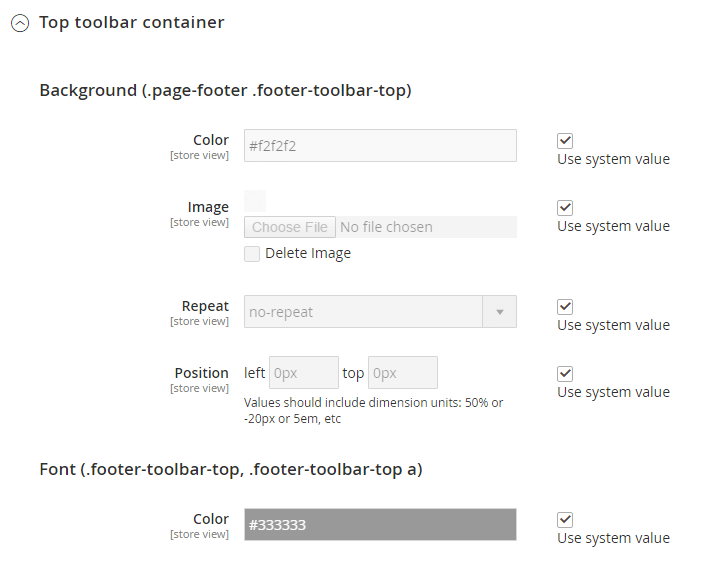 Top toolbar container
Background (.page-footer .footer-toolbar-top)
Color
[store view]
#f2f2f2
Use system value
Image
[store view]
Choose File No file chosen
Delete Image
Use system value
Repeat
[store view]
no-repeat
Use system value
Position
[store view]
left 0px top 0px
Values should include dimension units: 50% or
-20px or 5em, etc
Use system value
Font (.footer-toolbar-top, .footer-toolbar-top a)
Color
[store view]
#333333
Use system value